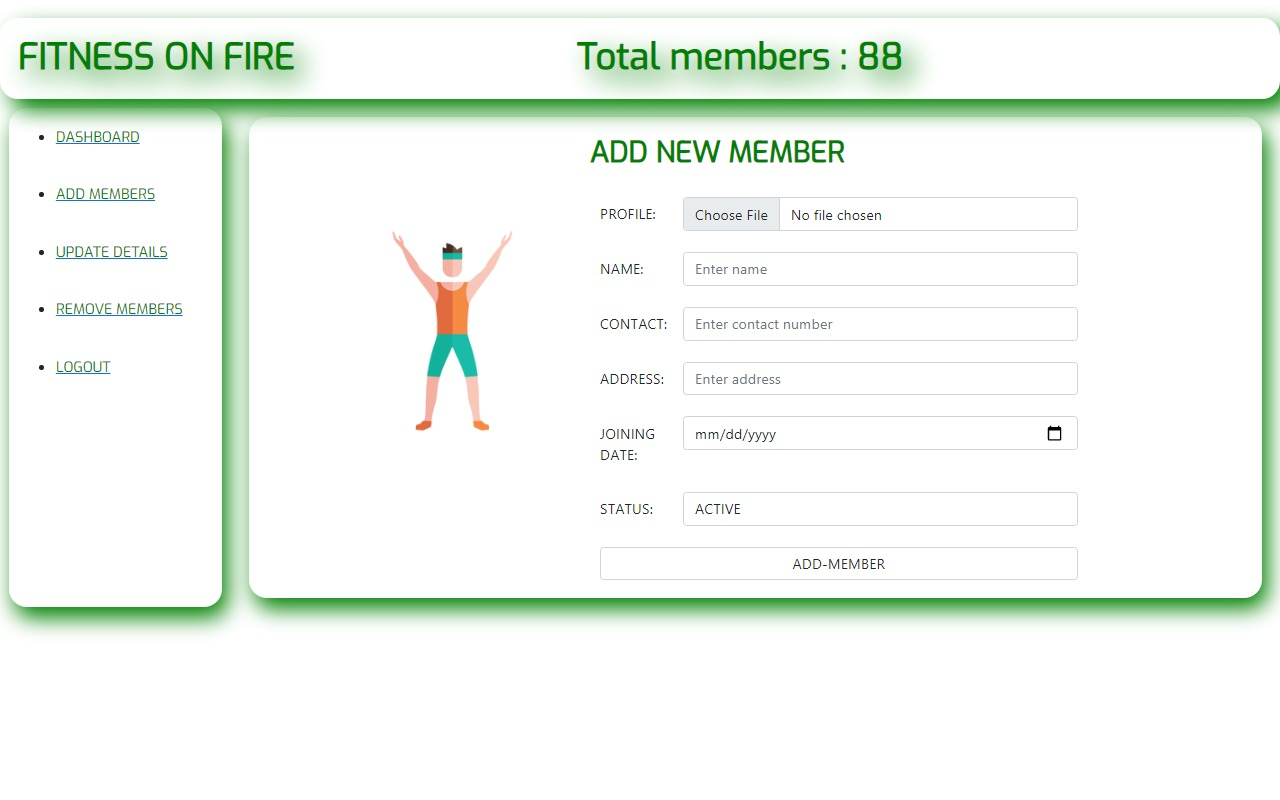 FITNESS ON FIRE
Total members : 88
DASHBOARD
ADD MEMBERS
UPDATE DETAILS
REMOVE MEMBERS
LOGOUT
ADD NEW MEMBER
PROFILE: Choose File No file chosen
NAME: Enter name
CONTACT: Enter contact number
ADDRESS: Enter address
JOINING mm/dd/yyyy
DATE:
STATUS: ACTIVE
ADD-MEMBER